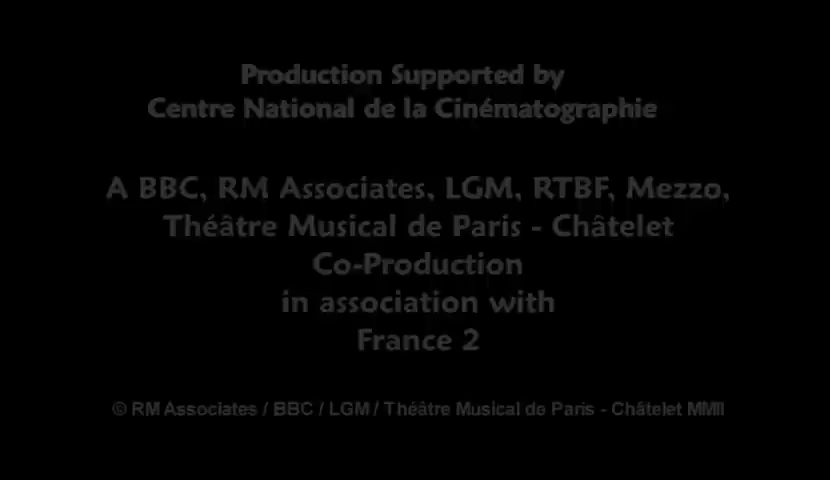 Production Supported by
Centre National de la Cinématographie
A BBC, RM Associates, LGM, RTBF, Mezzo,
Théâtre Musical de Paris - Châtelet
Co-Production
in association with
France 2
© RM Associates / BBC / LGM / Théâtre Musical de Paris - Châtelet MMII